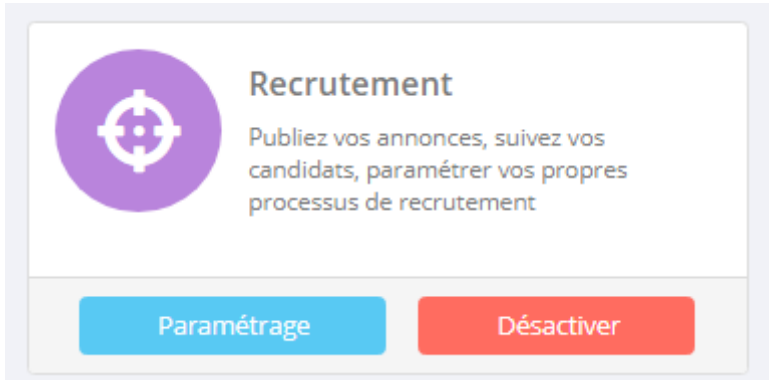 Recrutement
Publiez vos annonces, suivez vos
candidats, paramétrer vos propres
processus de recrutement
Paramétrage
Désactiver